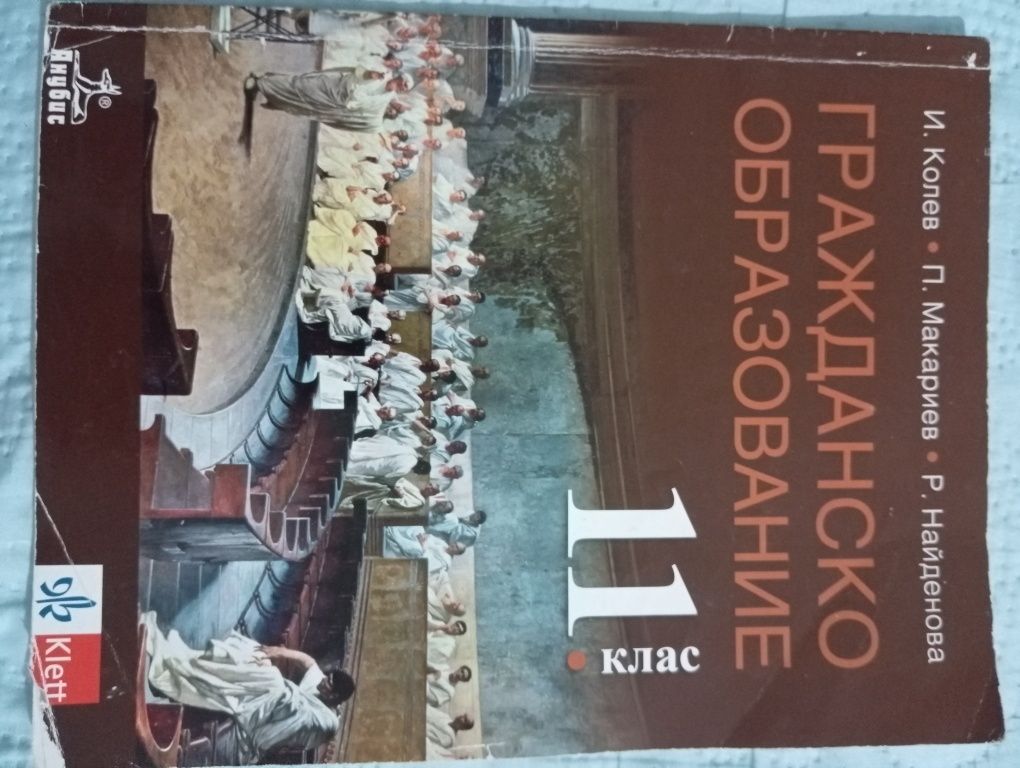 И. Колев • П. Макариев • Р. Найденова
ГРАЖДАНСКО
ОБРАЗОВАНИЕ
11.
клас
Анубис
®
Klett